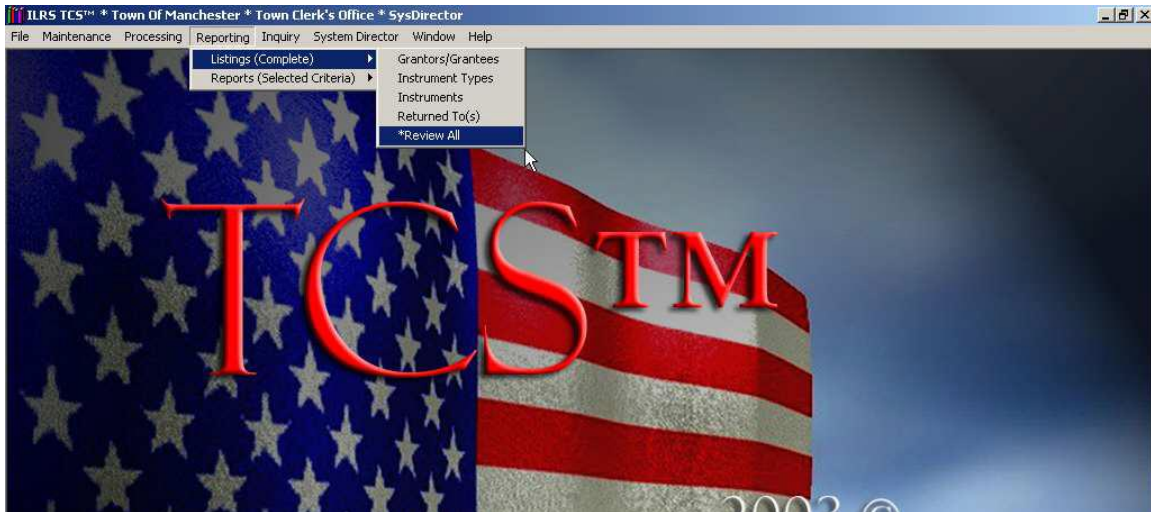 ILRS TCS™ * Town Of Manchester * Town Clerk's Office * SysDirector
File Maintenance Processing Reporting Inquiry System Director Window Help
Listings (Complete)
Reports (Selected Criteria)
Grantors/Grantees
Instrument Types
Instruments
Returned To(s)
*Review All
TCS™
2003 ©